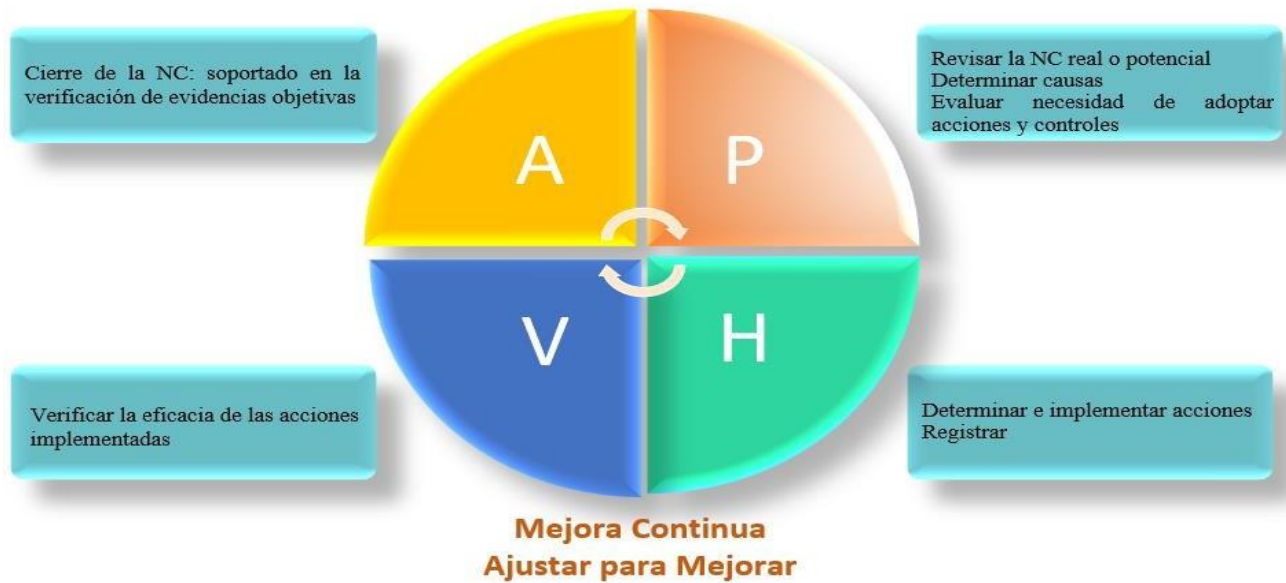 Cierre de la NC: soportado en la
verificación de evidencias objetivas
Revisar la NC real o potencial
Determinar causas
Evaluar necesidad de adoptar
acciones y controles
A
P
V
H
Verificar la eficacia de las acciones
implementadas
Determinar e implementar acciones
Registrar
Mejora Continua
Ajustar para Mejorar